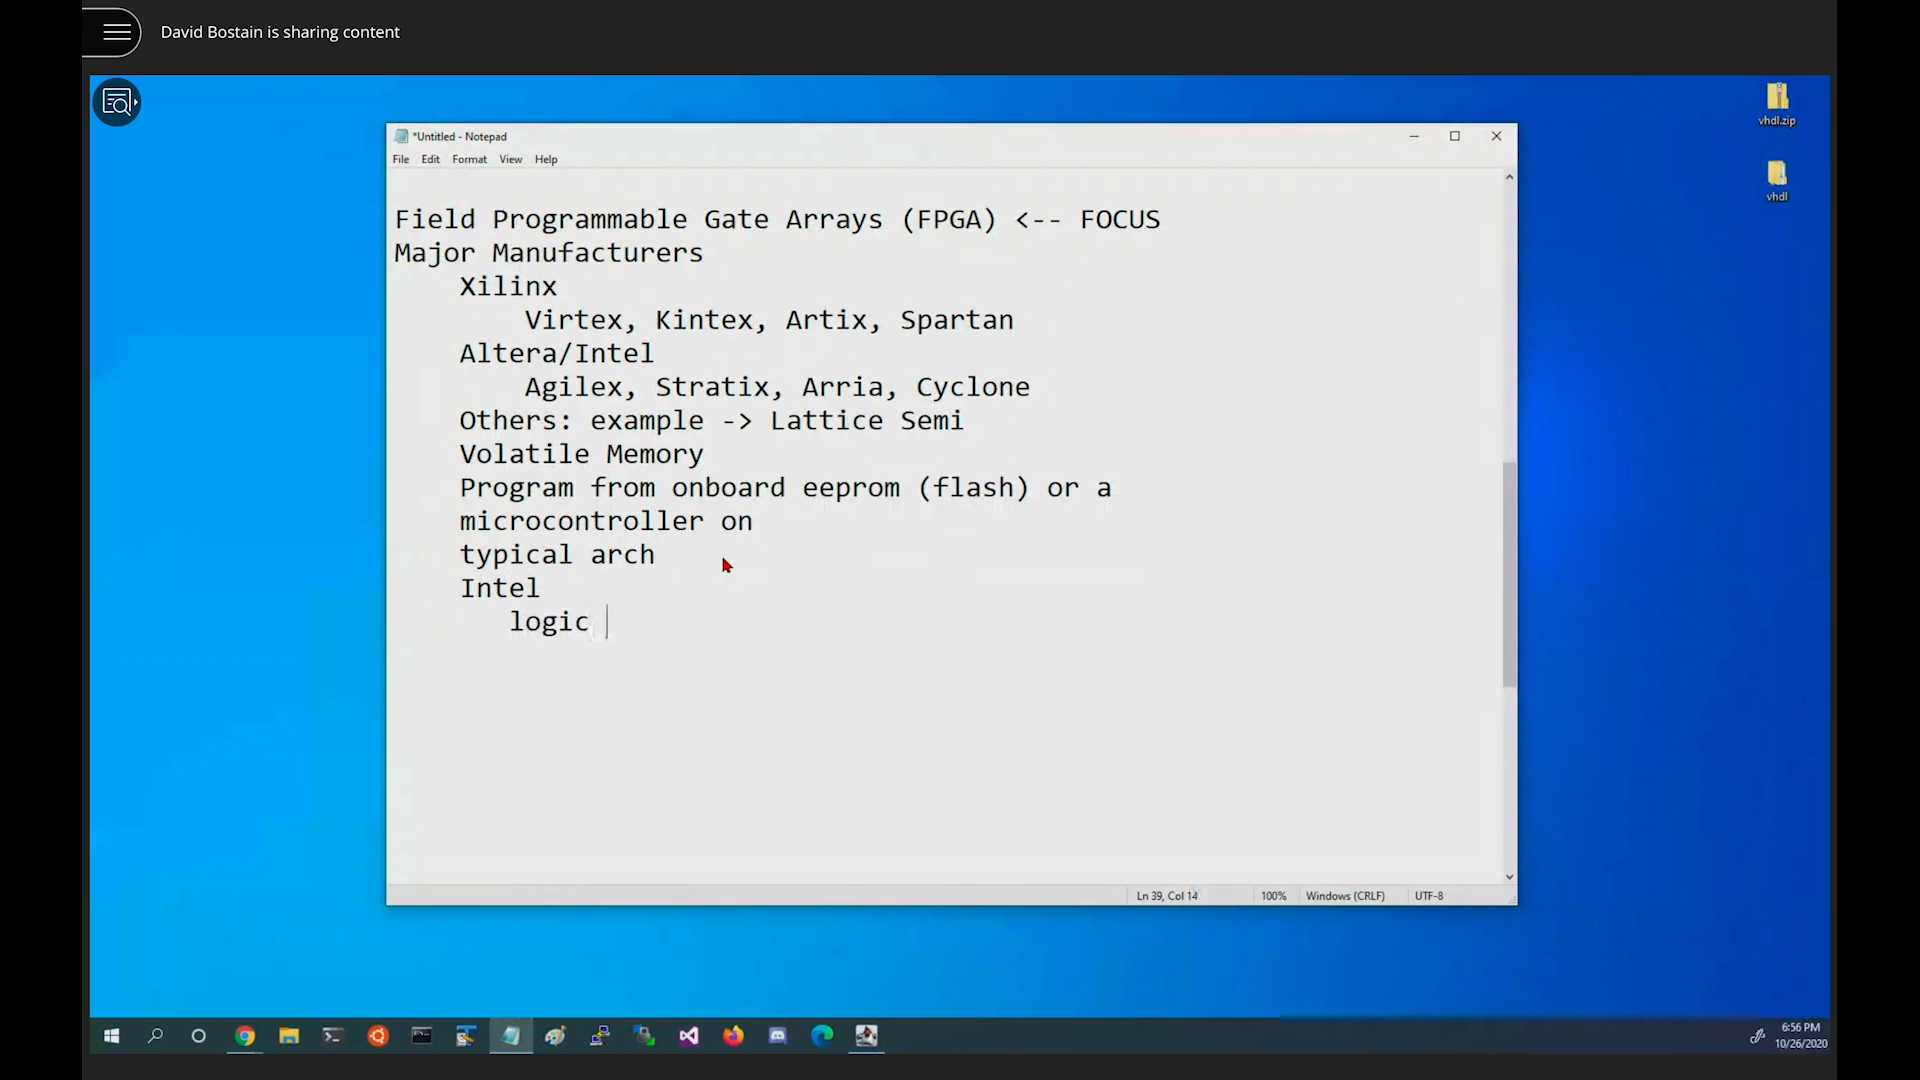 David Bostain is sharing content
vhdl.zip
vhdl
*Untitled - Notepad
File Edit Format View Help
Field Programmable Gate Arrays (FPGA) <-- FOCUS
Major Manufacturers
Xilinx
Virtex, Kintex, Artix, Spartan
Altera/Intel
Agilex, Stratix, Arria, Cyclone
Others: example -> Lattice Semi
Volatile Memory
Program from onboard eeprom (flash) or a
microcontroller on
typical arch
Intel
logic
Ln 39, Col 14 100% Windows (CRLF) UTF-8
6:56 PM
10/26/2020